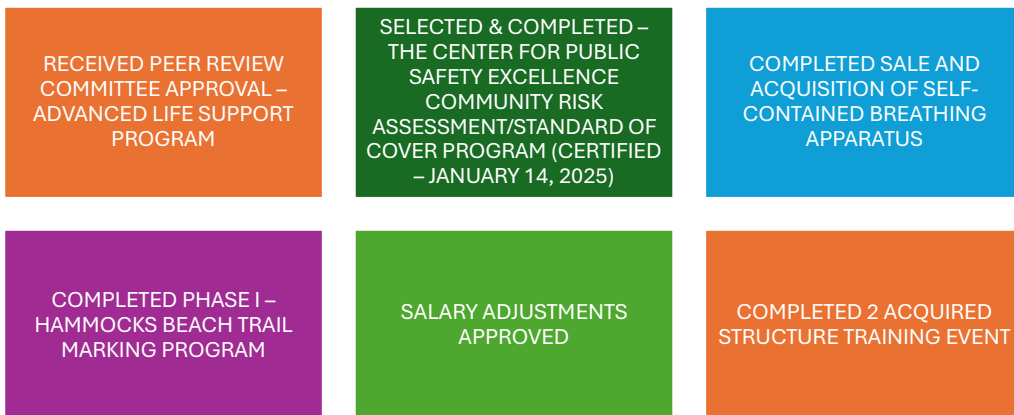 RECEIVED PEER REVIEW
COMMITTEE APPROVAL –
ADVANCED LIFE SUPPORT
PROGRAM
SELECTED & COMPLETED –
THE CENTER FOR PUBLIC
SAFETY EXCELLENCE
COMMUNITY RISK
ASSESSMENT/STANDARD OF
COVER PROGRAM (CERTIFIED
– JANUARY 14, 2025)
COMPLETED SALE AND
ACQUISITION OF SELF-
CONTAINED BREATHING
APPARATUS
COMPLETED PHASE I –
HAMMOCKS BEACH TRAIL
MARKING PROGRAM
SALARY ADJUSTMENTS
APPROVED
COMPLETED 2 ACQUIRED
STRUCTURE TRAINING EVENT